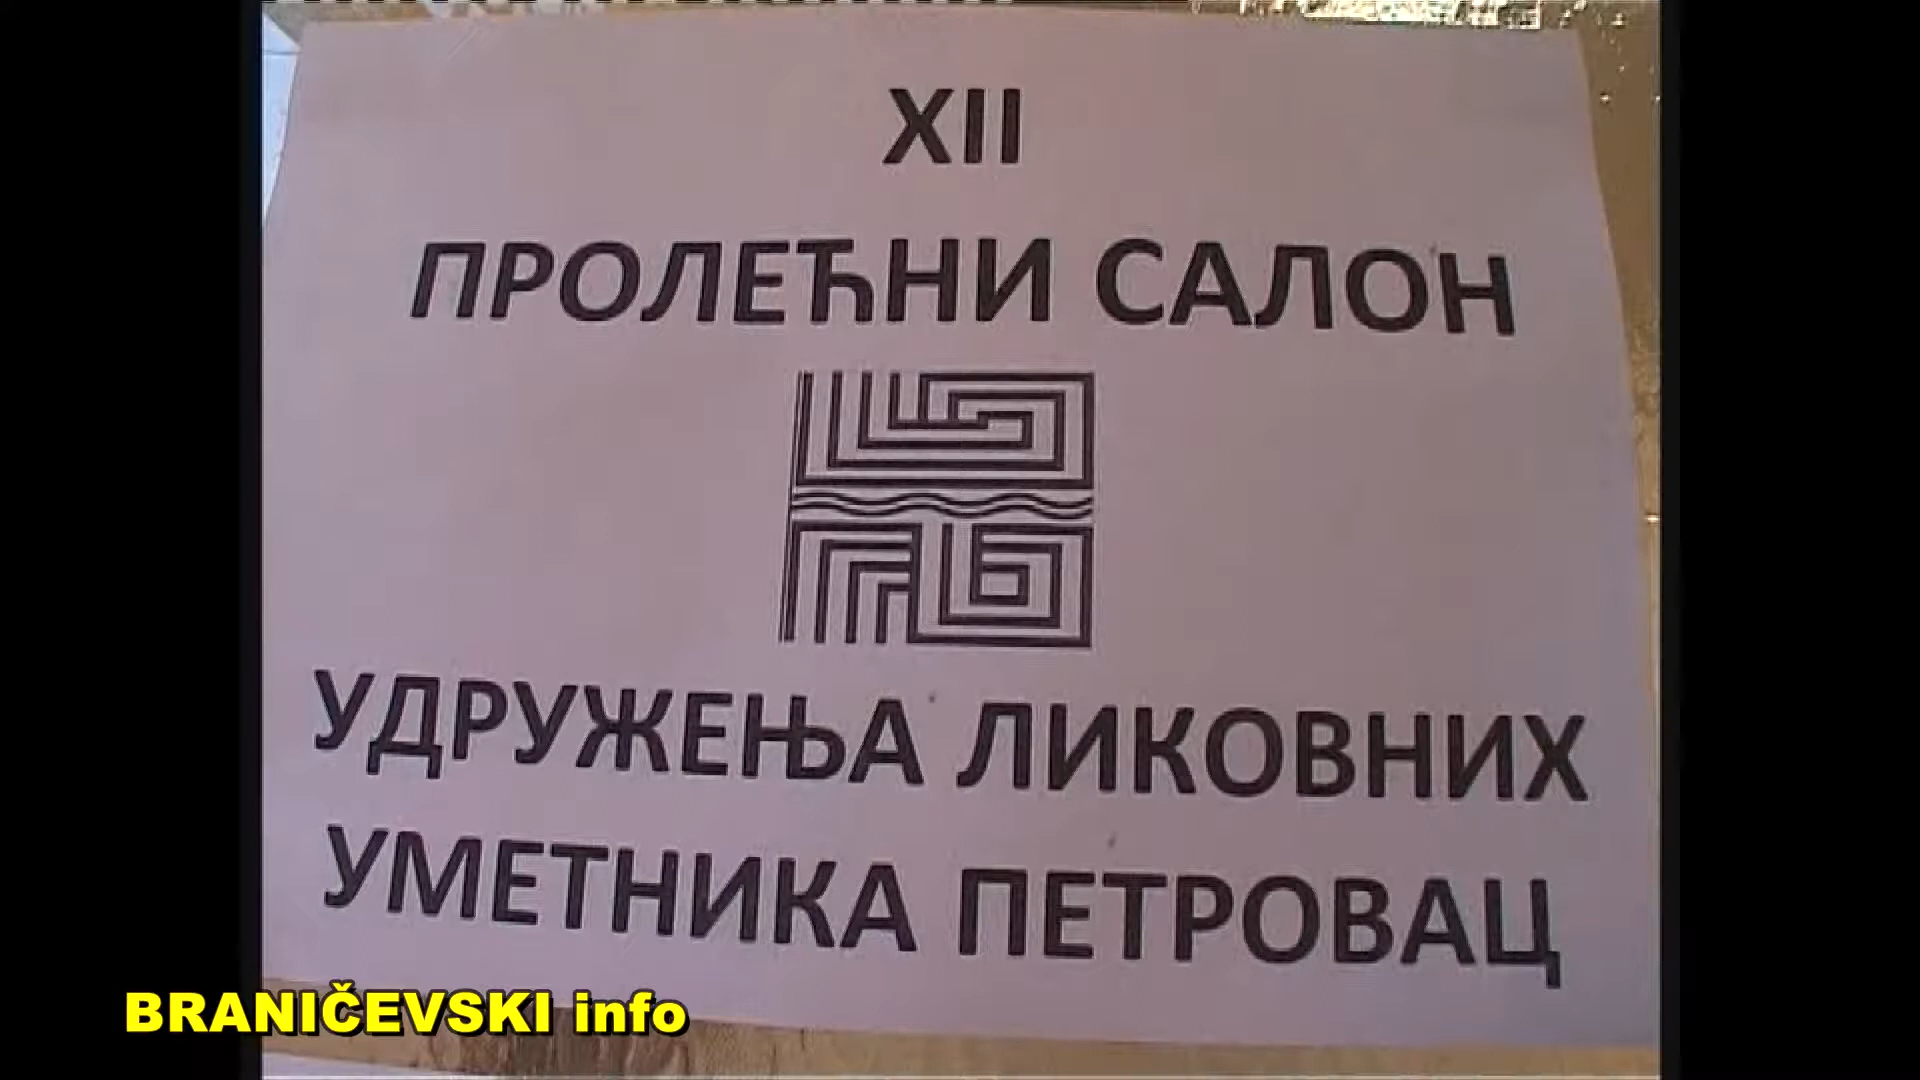 XII
ПРОЛЕЋНИ САЛОН
УДРУЖЕЊА ЛИКОВНИХ
УМЕТНИКА ПЕТРОВАЦ
BRANIČEVSKI info